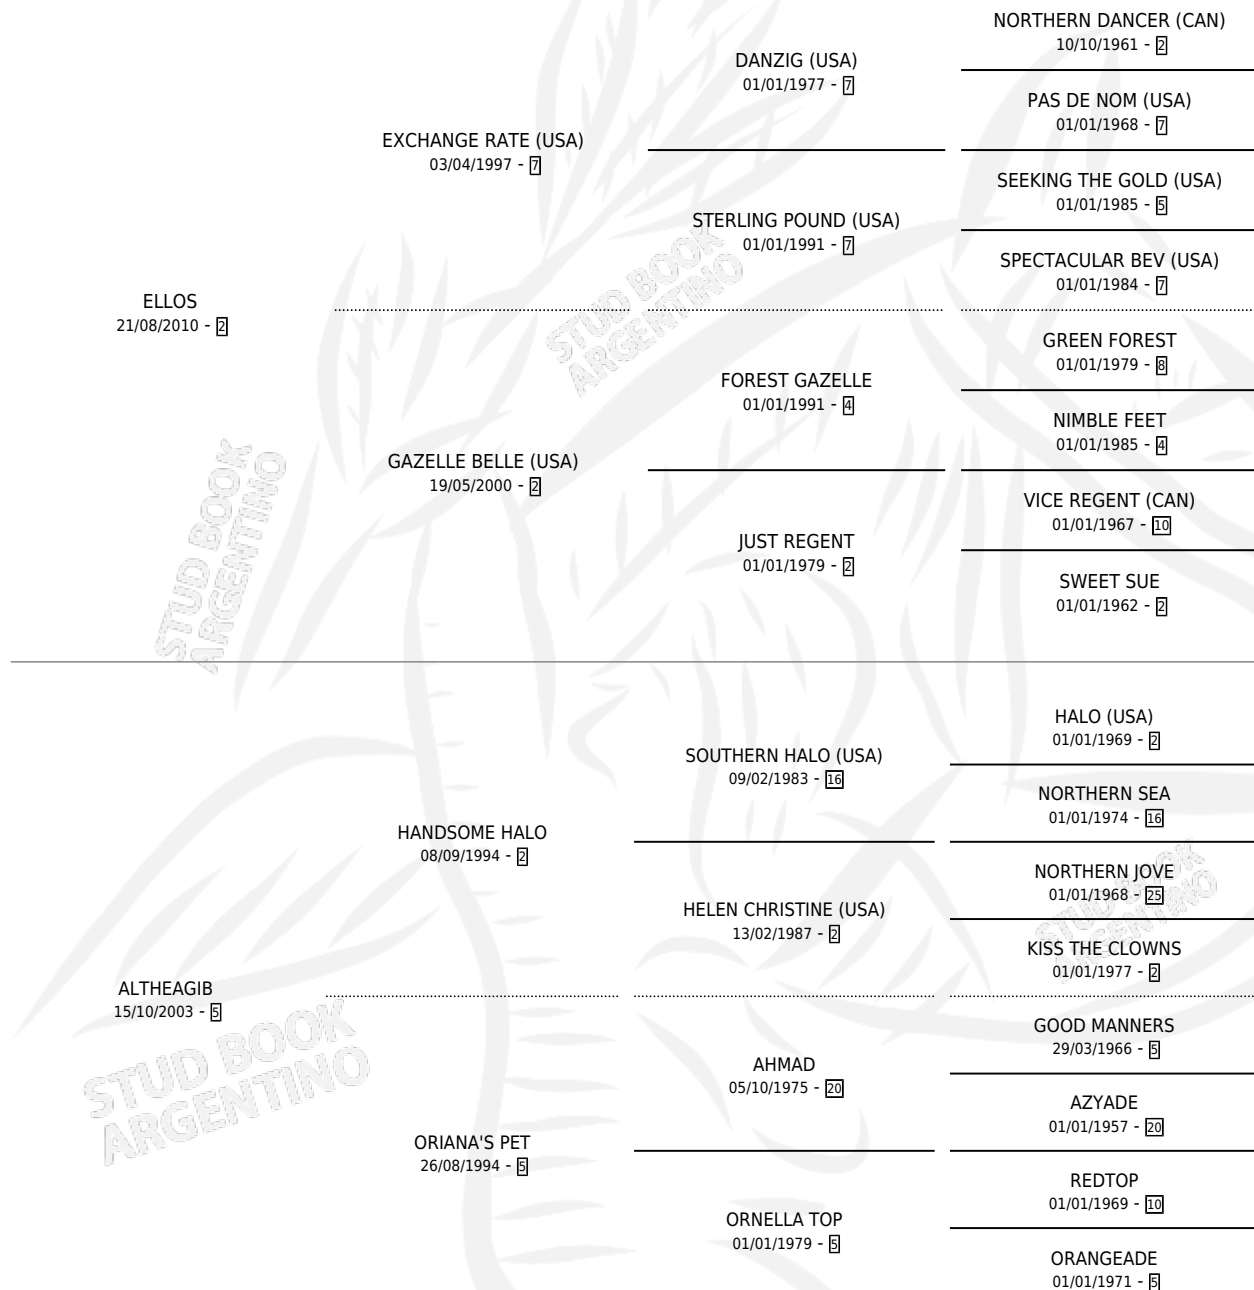 ELLOS
21/08/2010 - 2
EXCHANGE RATE (USA)
03/04/1997 - 7
DANZIG (USA)
01/01/1977 - 7
NORTHERN DANCER (CAN)
10/10/1961 - 2
PAS DE NOM (USA)
01/01/1968 - 7
STERLING POUND (USA)
01/01/1991 - 7
SEEKING THE GOLD (USA)
01/01/1985 - 5
SPECTACULAR BEV (USA)
01/01/1984 - 7
GAZELLE BELLE (USA)
19/05/2000 - 2
FOREST GAZELLE
01/01/1991 - 4
GREEN FOREST
01/01/1979 - 8
NIMBLE FEET
01/01/1985 - 4
JUST REGENT
01/01/1979 - 2
VICE REGENT (CAN)
01/01/1967 - 10
SWEET SUE
01/01/1962 - 2
ALTHEAGIB
15/10/2003 - 5
HANDSOME HALO
08/09/1994 - 2
SOUTHERN HALO (USA)
09/02/1983 - 16
HALO (USA)
01/01/1969 - 2
NORTHERN SEA
01/01/1974 - 16
HELEN CHRISTINE (USA)
13/02/1987 - 2
NORTHERN JOVE
01/01/1968 - 25
KISS THE CLOWNS
01/01/1977 - 2
ORIANA'S PET
26/08/1994 - 5
AHMAD
05/10/1975 - 20
GOOD MANNERS
29/03/1966 - 5
AZYADE
01/01/1957 - 20
ORNELLA TOP
01/01/1979 - 5
REDTOP
01/01/1969 - 10
ORANGEADE
01/01/1971 - 5
STUD BOOK
ARGENTINO
STUD BOOK
ARGENTINO
STUD BOOK
ARGENTINO
STUD BOOK
ARGENTINO